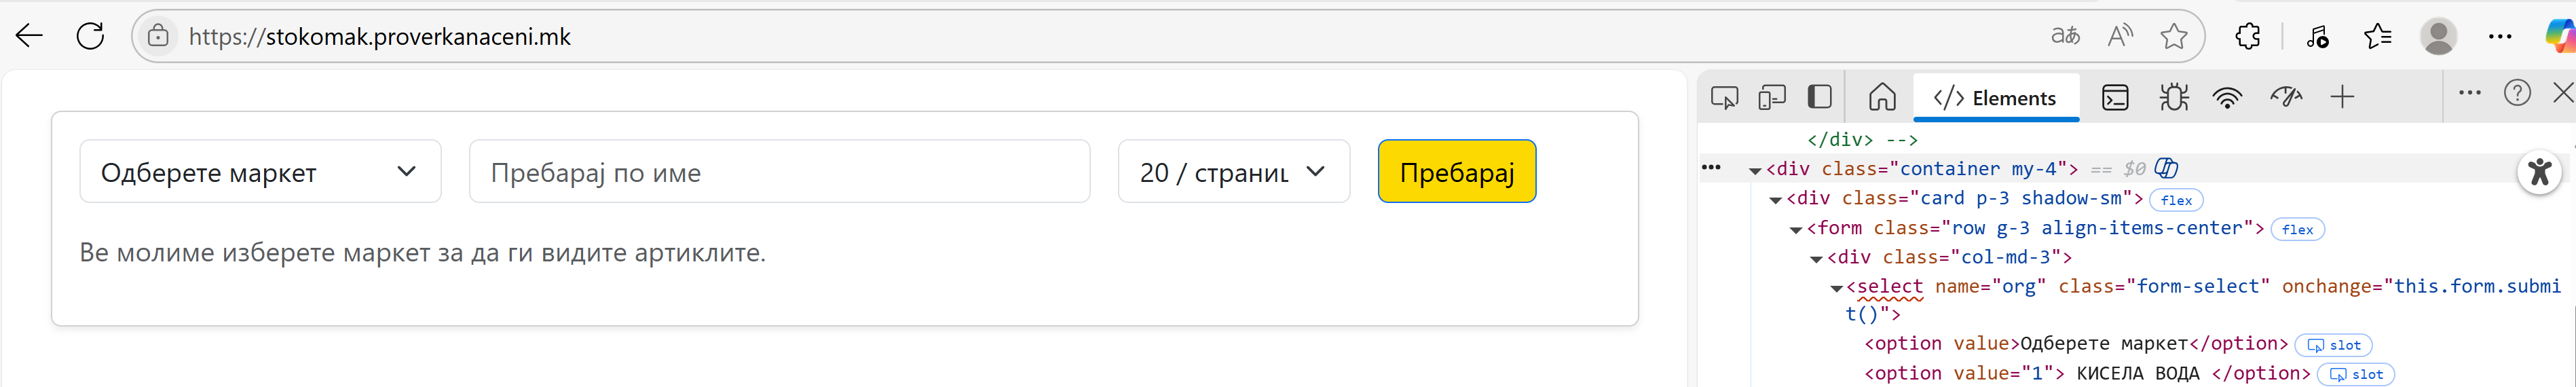 https://stokomak.proverkanaceni.mk
Одберете маркет
Пребарај по име
20 / страниц
Пребарај
Ве молиме изберете маркет за да ги видите артиклите.
Elements
</div> -->
<div class="container my-4"> == $0
<div class="card p-3 shadow-sm"> flex
<form class="row g-3 align-items-center"> flex
<div class="col-md-3">
<select name="org" class="form-select" onchange="this.form.submi
t()">
<option value>Одберете маркет</option> slot
<option value="1"> КИСЕЛА ВОДА </option> slot